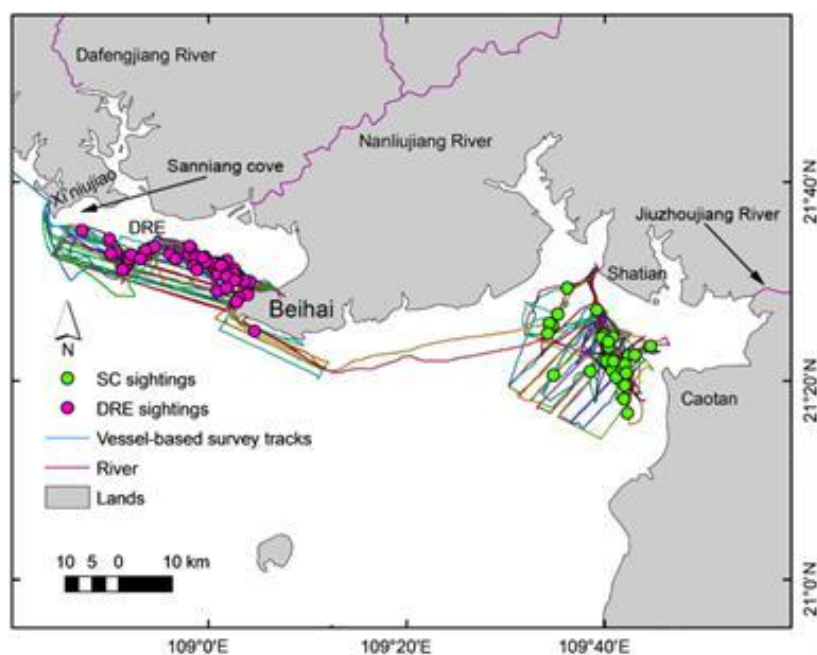 Dafengjiang River
Nanliujiang River
Sanniang cove
21°40'N
Xi'niujiao
Jiuzhoujiang River
DRE
Shatian
Beihai
N
SC sightings
21°20'N
DRE sightings
Caotan
Vessel-based survey tracks
River
Lands
10 5 0 10 km
21°0'N
109°0'E 109°20'E 109°40'E